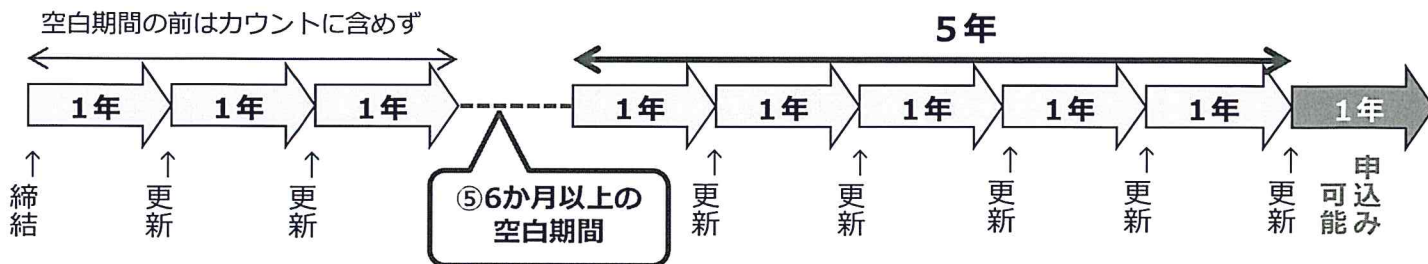 空白期間の前はカウントに含めず
5年
1年
1年
1年
1年
1年
1年
1年
1年
1年
⑤6か月以上の
空白期間
締結
更新
更新
更新
更新
更新
更新
更新
申込み
可能